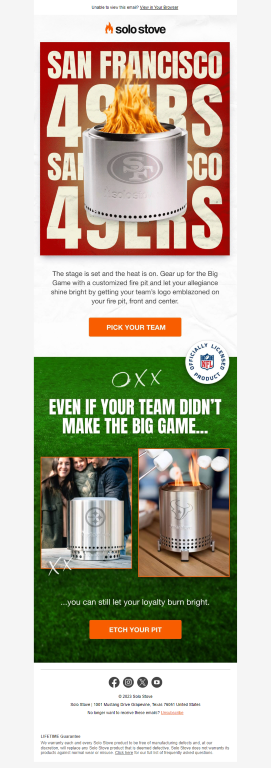 Unable to view this email? View in Your Browser
solo stove
SAN FRANCISCO
49ERS
SAN FRANCISCO
49ERS
SF
The stage is set and the heat is on. Gear up for the Big
Game with a customized fire pit and let your allegiance
shine bright by getting your team's logo emblazoned on
your fire pit, front and center.
PICK YOUR TEAM
OFFICIALLY LICENSED
NFL
PRODUCT
OXX
EVEN IF YOUR TEAM DIDN'T
MAKE THE BIG GAME...
XX
...you can still let your loyalty burn bright.
ETCH YOUR PIT
© 2023 Solo Stove
Solo Stove | 1001 Mustang Drive Grapevine, Texas 76051 United States
No longer want to receive these emails? Unsubscribe
LIFETIME Guarantee
We warranty each and every Solo Stove product to be free of manufacturing defects and, at our
discretion, will replace any Solo Stove product that is deemed defective. Solo Stove does not warranty its
products against normal wear or misuse. Click here for our full list of frequently asked questions.